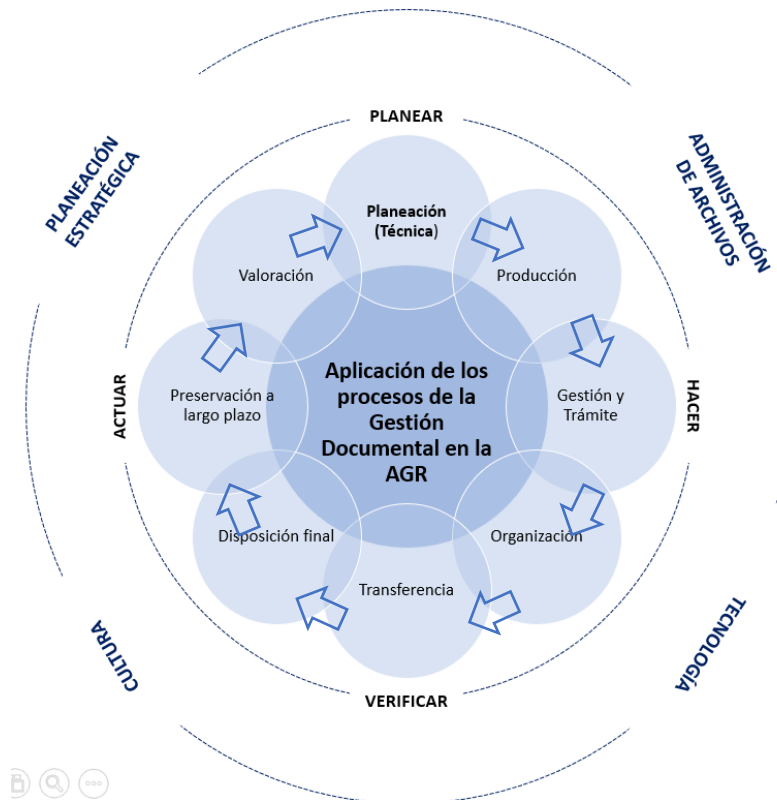 PLANEAR
PLANEACIÓN
ESTRATÉGICA
ADMINISTRACIÓN
DE ARCHIVOS
Planeación
(Técnica)
Valoración
Producción
ACTUAR
Preservación a
largo plazo
Aplicación de los
procesos de la
Gestión
Documental en la
AGR
Gestión y
Trámite
HACER
Disposición final
Organización
Transferencia
CULTURA
TECNOLOGÍA
VERIFICAR